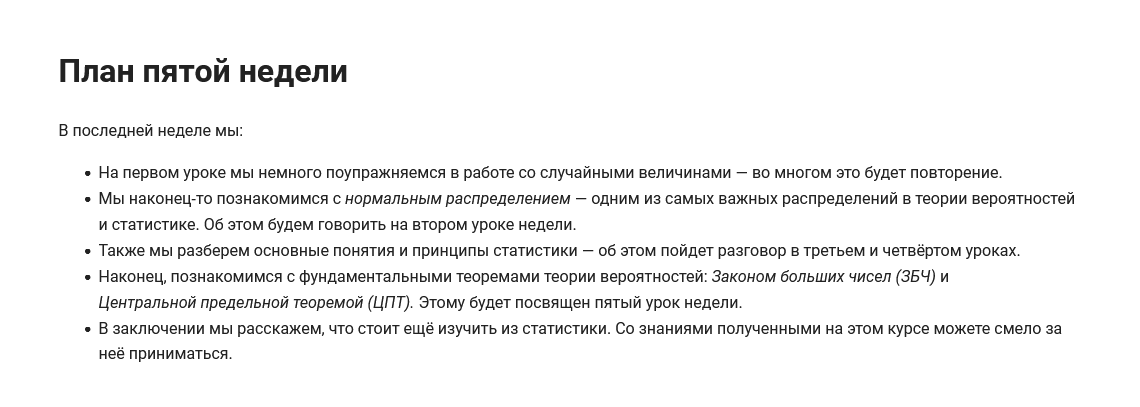 План пятой недели
В последней неделе мы:
• На первом уроке мы немного поупражняемся в работе со случайными величинами — во многом это будет повторение.
• Мы наконец-то познакомимся с нормальным распределением — одним из самых важных распределений в теории вероятностей
и статистике. Об этом будем говорить на втором уроке недели.
• Также мы разберем основные понятия и принципы статистики — об этом пойдет разговор в третьем и четвёртом уроках.
• Наконец, познакомимся с фундаментальными теоремами теории вероятностей: Законом больших чисел (ЗБЧ) и
Центральной предельной теоремой (ЦПТ). Этому будет посвящен пятый урок недели.
• В заключении мы расскажем, что стоит ещё изучить из статистики. Со знаниями полученными на этом курсе можете смело за
неё приниматься.